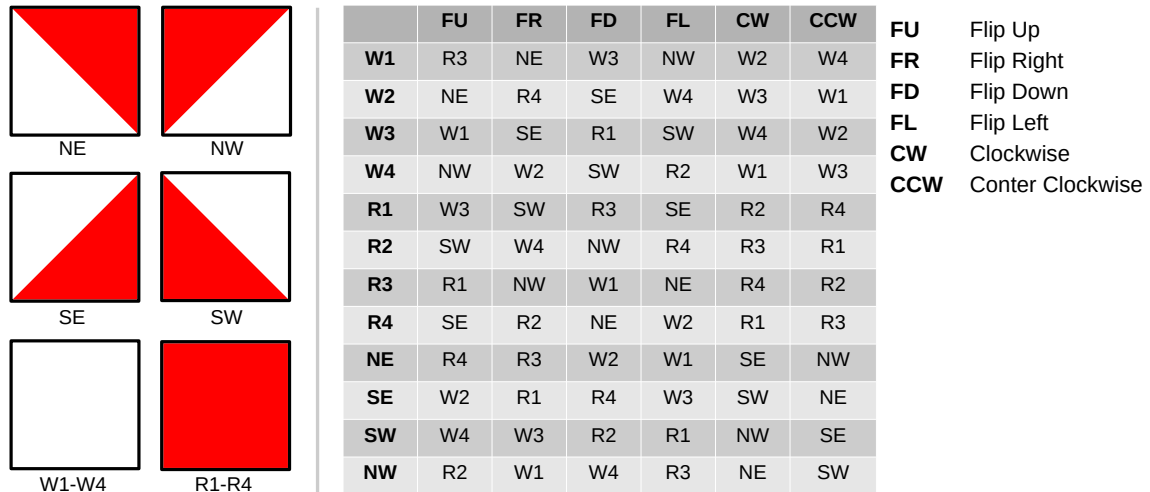 NE NW
SE SW
W1-W4 R1-R4
FU FR FD FL CW CCW
W1 R3 NE W3 NW W2 W4
W2 NE R4 SE W4 W3 W1
W3 W1 SE R1 SW W4 W2
W4 NW W2 SW R2 W1 W3
R1 W3 SW R3 SE R2 R4
R2 SW W4 NW R4 R3 R1
R3 R1 NW W1 NE R4 R2
R4 SE R2 NE W2 R1 R3
NE R4 R3 W2 W1 SE NW
SE W2 R1 R4 W3 SW NE
SW W4 W3 R2 R1 NW SE
NW R2 W1 W4 R3 NE SW
FU Flip Up
FR Flip Right
FD Flip Down
FL Flip Left
CW Clockwise
CCW Conter Clockwise